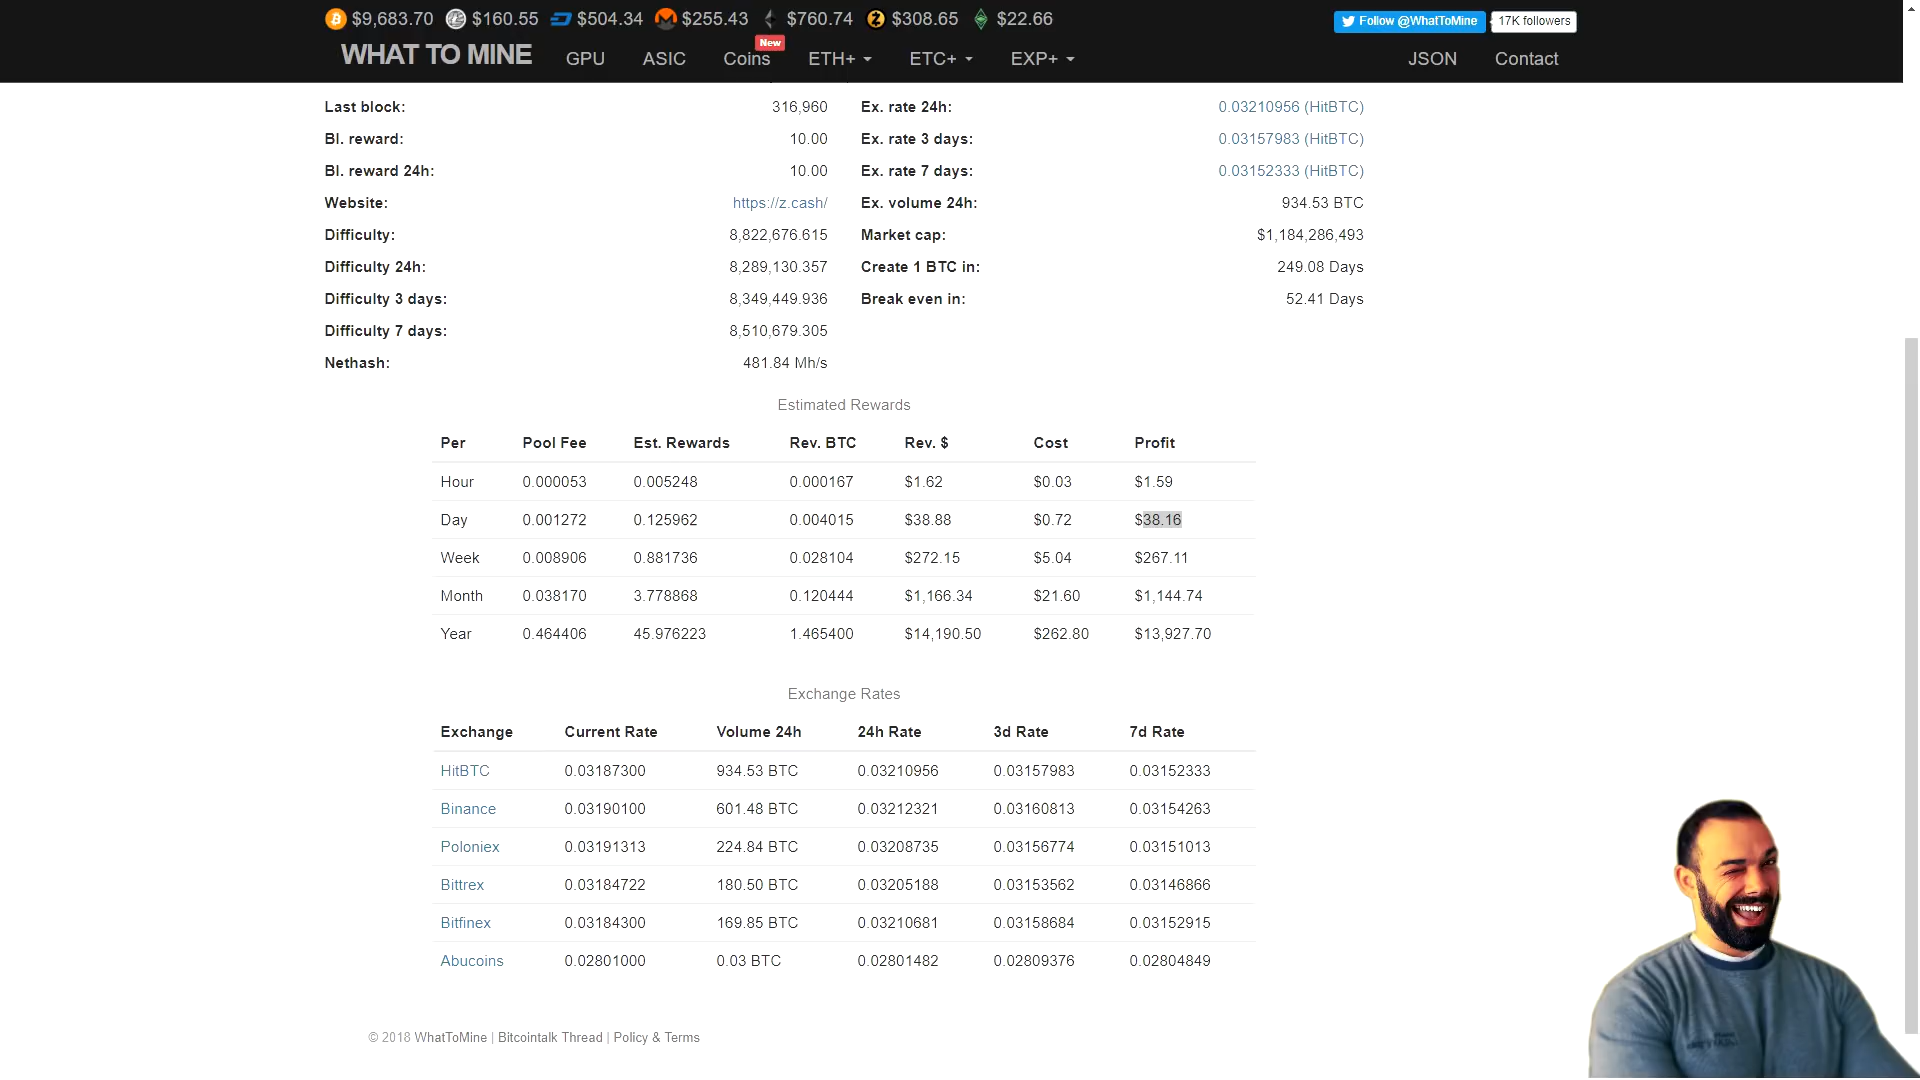 $9,683.70 $160.55 $504.34 $255.43 $760.74 $308.65 $22.66
Follow @WhatToMine 17K followers
WHAT TO MINE GPU ASIC Coins New ETH+ ETC+ EXP+ JSON Contact
Last block: 316,960 Ex. rate 24h: 0.03210956 (HitBTC)
Bl. reward: 10.00 Ex. rate 3 days: 0.03157983 (HitBTC)
Bl. reward 24h: 10.00 Ex. rate 7 days: 0.03152333 (HitBTC)
Website: https://z.cash/ Ex. volume 24h: 934.53 BTC
Difficulty: 8,822,676.615 Market cap: $1,184,286,493
Difficulty 24h: 8,289,130.357 Create 1 BTC in: 249.08 Days
Difficulty 3 days: 8,349,449.936 Break even in: 52.41 Days
Difficulty 7 days: 8,510,679.305
Nethash: 481.84 Mh/s
Estimated Rewards
Per Pool Fee Est. Rewards Rev. BTC Rev. $ Cost Profit
Hour 0.000053 0.005248 0.000167 $1.62 $0.03 $1.59
Day 0.001272 0.125962 0.004015 $38.88 $0.72 $38.16
Week 0.008906 0.881736 0.028104 $272.15 $5.04 $267.11
Month 0.038170 3.778868 0.120444 $1,166.34 $21.60 $1,144.74
Year 0.464406 45.976223 1.465400 $14,190.50 $262.80 $13,927.70
Exchange Rates
Exchange Current Rate Volume 24h 24h Rate 3d Rate 7d Rate
HitBTC 0.03187300 934.53 BTC 0.03210956 0.03157983 0.03152333
Binance 0.03190100 601.48 BTC 0.03212321 0.03160813 0.03154263
Poloniex 0.03191313 224.84 BTC 0.03208735 0.03156774 0.03151013
Bittrex 0.03184722 180.50 BTC 0.03205188 0.03153562 0.03146866
Bitfinex 0.03184300 169.85 BTC 0.03210681 0.03158684 0.03152915
Abucoins 0.02801000 0.03 BTC 0.02801482 0.02809376 0.02804849
© 2018 WhatToMine | Bitcointalk Thread | Policy & Terms